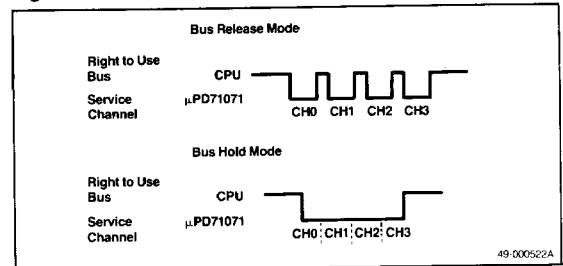 Bus Release Mode
Right to Use
Bus
CPU
Service
Channel
μPD71071
CH0 CH1 CH2 CH3
Bus Hold Mode
Right to Use
Bus
CPU
Service
Channel
μPD71071
CH0 CH1 CH2 CH3
49-000522A